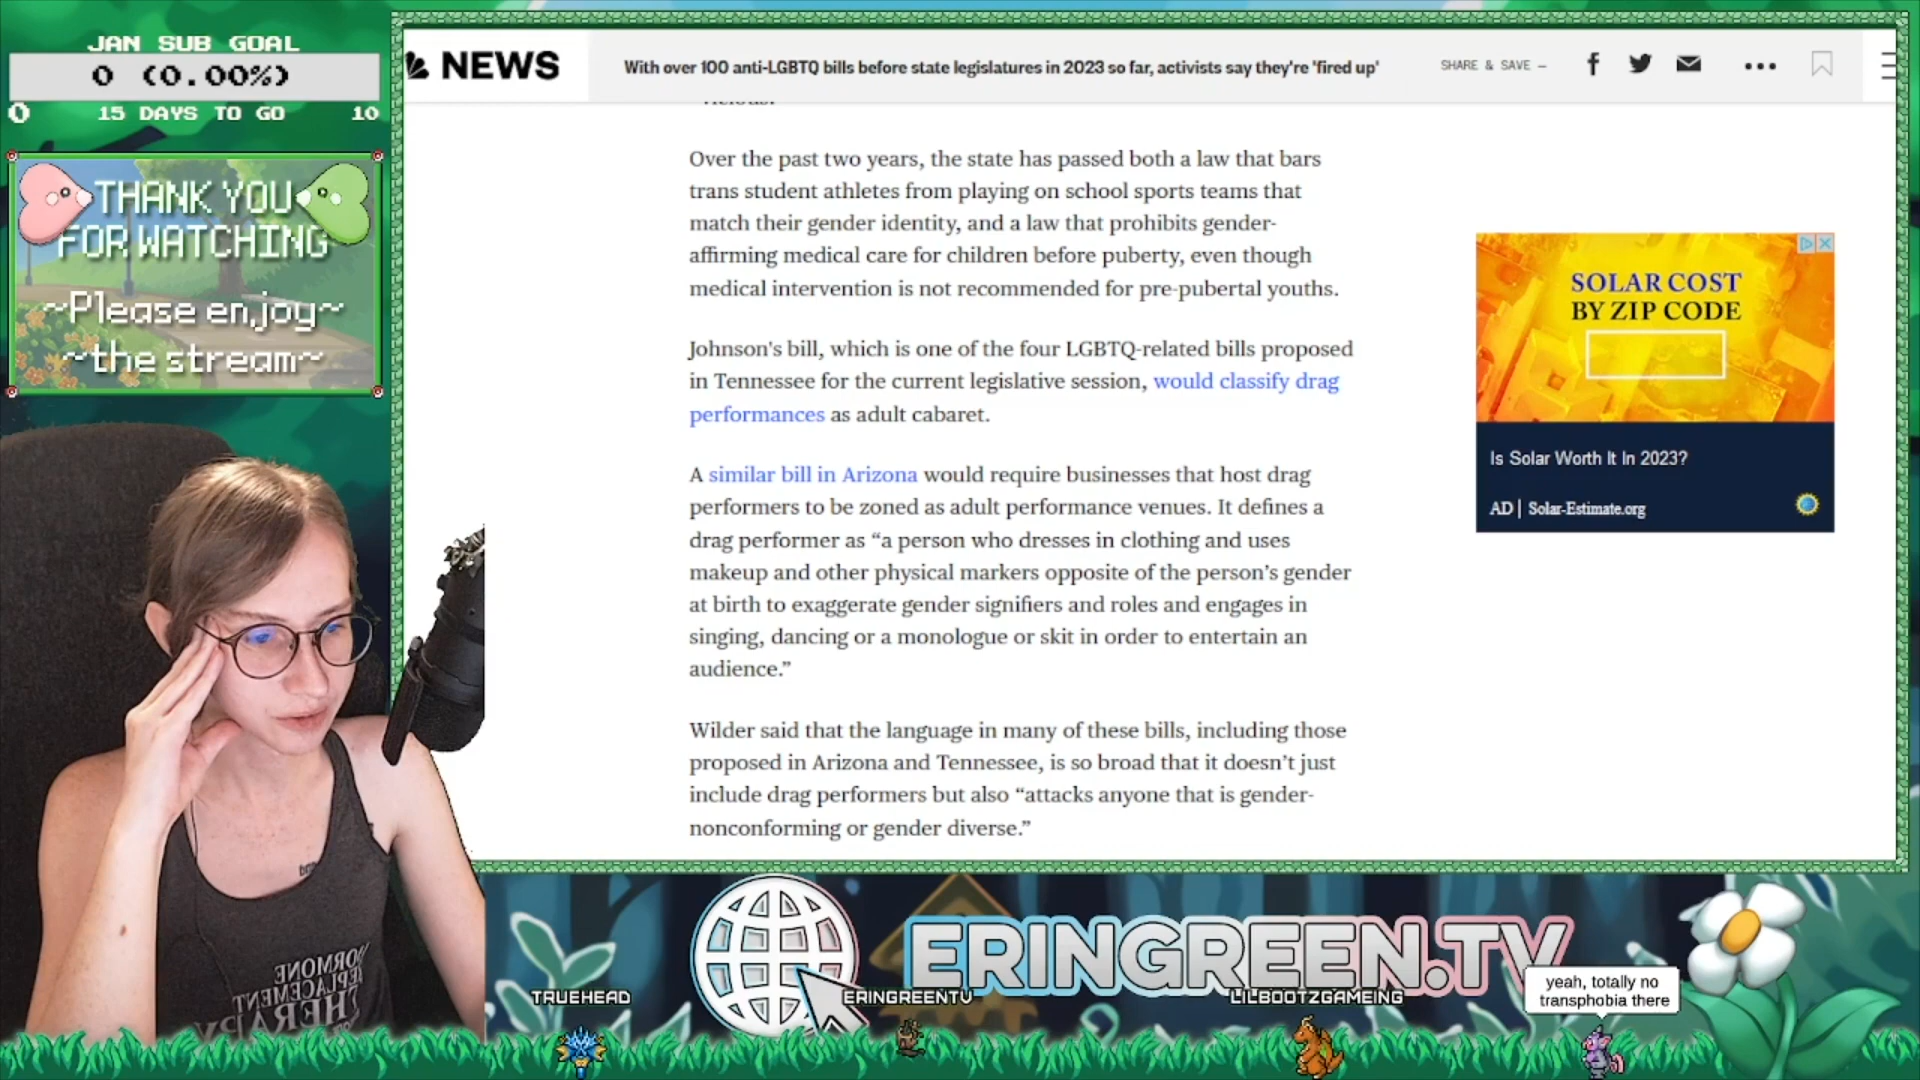 JAN SUB GOAL
0 (0.00%)
0 15 DAYS TO GO 10
THANK YOU
FOR WATCHING
~Please enjoy~
~the stream~
NEWS
With over 100 anti-LGBTQ bills before state legislatures in 2023 so far, activists say they're 'fired up'
SHARE & SAVE —
Over the past two years, the state has passed both a law that bars
trans student athletes from playing on school sports teams that
match their gender identity, and a law that prohibits gender-
affirming medical care for children before puberty, even though
medical intervention is not recommended for pre-pubertal youths.
Johnson's bill, which is one of the four LGBTQ-related bills proposed
in Tennessee for the current legislative session, would classify drag
performances as adult cabaret.
A similar bill in Arizona would require businesses that host drag
performers to be zoned as adult performance venues. It defines a
drag performer as “a person who dresses in clothing and uses
makeup and other physical markers opposite of the person’s gender
at birth to exaggerate gender signifiers and roles and engages in
singing, dancing or a monologue or skit in order to entertain an
audience.”
Wilder said that the language in many of these bills, including those
proposed in Arizona and Tennessee, is so broad that it doesn’t just
include drag performers but also “attacks anyone that is gender-
nonconforming or gender diverse.”
SOLAR COST
BY ZIP CODE
Is Solar Worth It In 2023?
AD | Solar-Estimate.org
HORMONE
REPLACEMENT
THERAPY
ERINGREEN.TV
TRUEHEAD
ERINGREENTV
LILBOOTZGAMEING
yeah, totally no
transphobia there